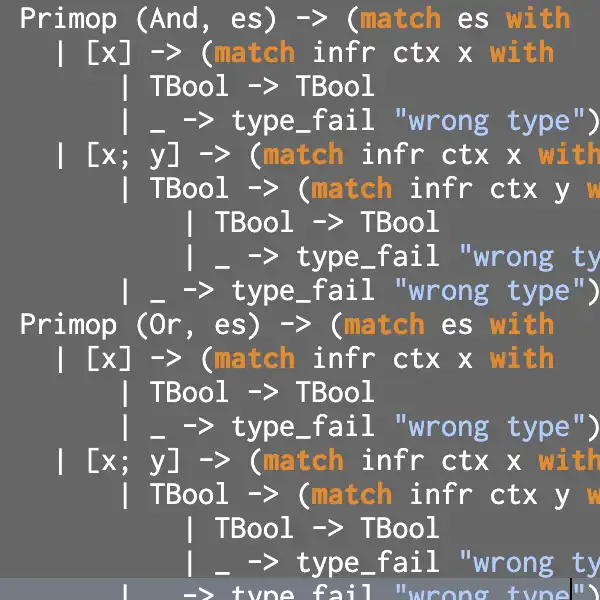 Primop (And, es) -> (match es with
| [x] -> (match infr ctx x with
| TBool -> TBool
| _ -> type_fail "wrong type")
| [x; y] -> (match infr ctx x with
| TBool -> (match infr ctx y w
| TBool -> TBool
| _ -> type_fail "wrong ty
| _ -> type_fail "wrong type")
Primop (Or, es) -> (match es with
| [x] -> (match infr ctx x with
| TBool -> TBool
| _ -> type_fail "wrong type")
| [x; y] -> (match infr ctx x with
| TBool -> (match infr ctx y w
| TBool -> TBool
| _ -> type_fail "wrong ty
| _ -> type_fail "wrong type")